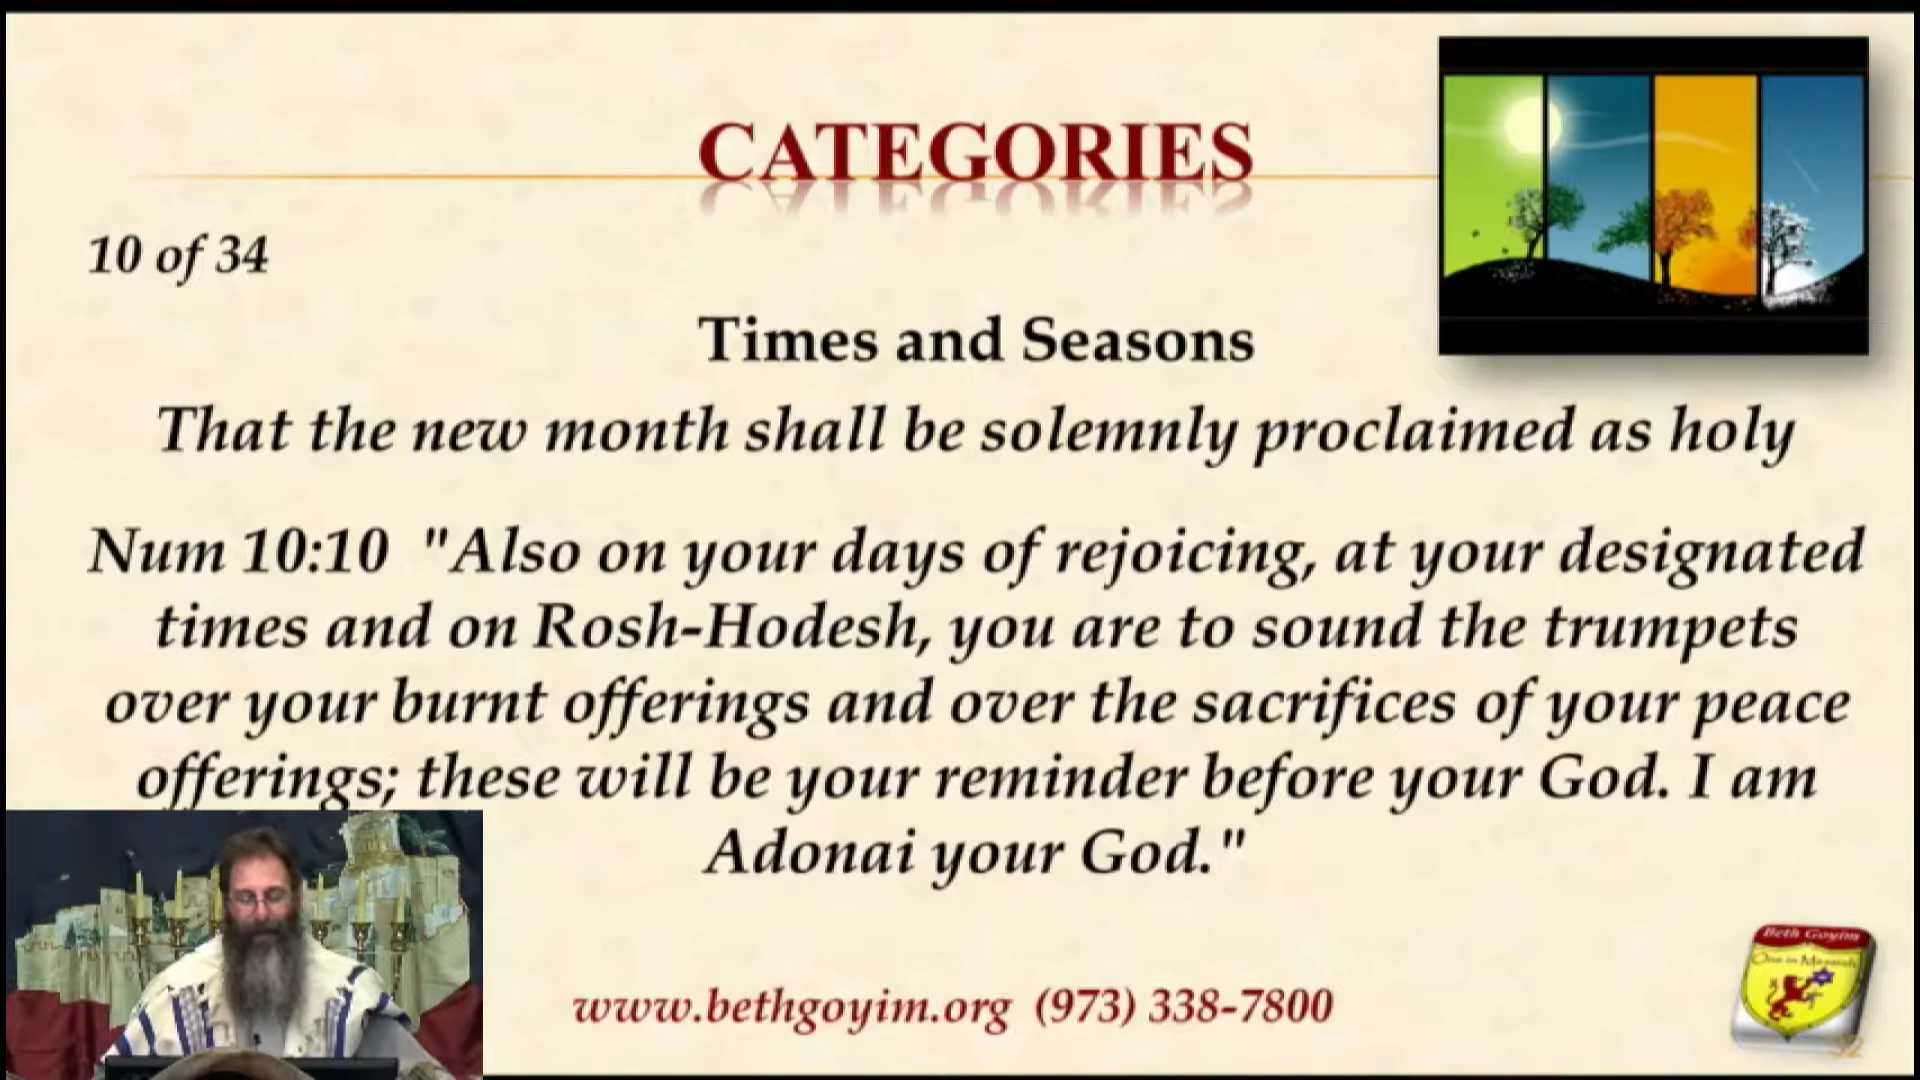 CATEGORIES
10 of 34
Times and Seasons
That the new month shall be solemnly proclaimed as holy
Num 10:10 "Also on your days of rejoicing, at your designated
times and on Rosh-Hodesh, you are to sound the trumpets
over your burnt offerings and over the sacrifices of your peace
offerings; these will be your reminder before your God. I am
Adonai your God."
www.bethgoyim.org (973) 338-7800
Beth Goyim
One in Messiah